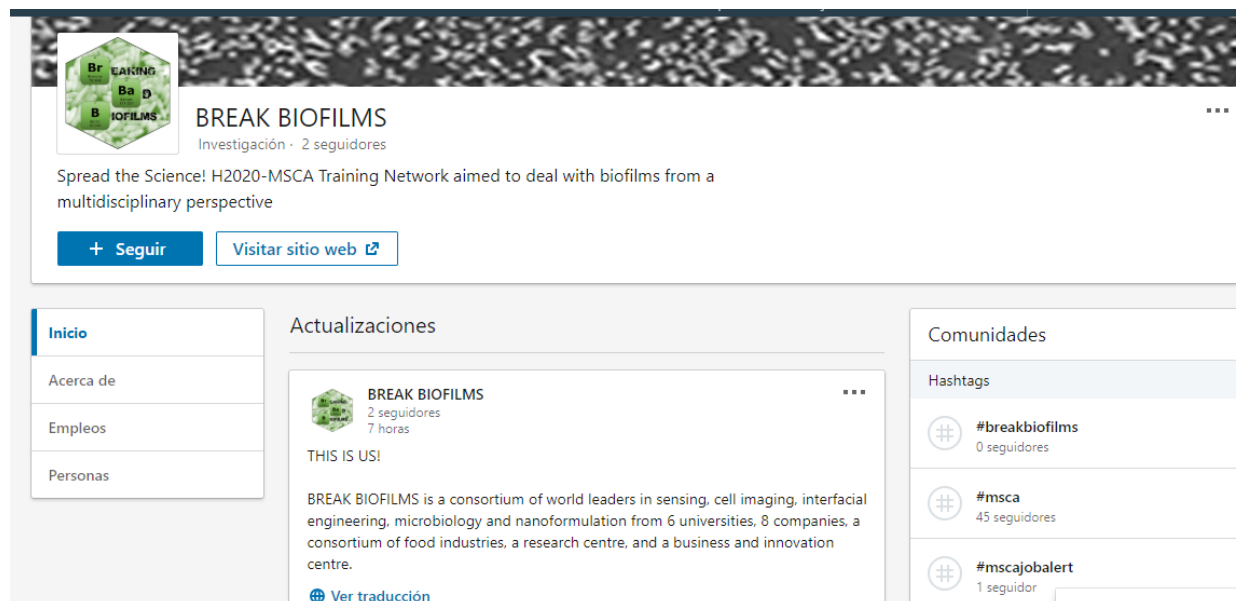 Br EAKING
Ba D
B IOFILMS
BREAK BIOFILMS
Investigación · 2 seguidores
Spread the Science! H2020-MSCA Training Network aimed to deal with biofilms from a
multidisciplinary perspective
+ Seguir
Visitar sitio web
Inicio
Acerca de
Empleos
Personas
Actualizaciones
BREAK BIOFILMS
2 seguidores
7 horas
THIS IS US!
BREAK BIOFILMS is a consortium of world leaders in sensing, cell imaging, interfacial
engineering, microbiology and nanoformulation from 6 universities, 8 companies, a
consortium of food industries, a research centre, and a business and innovation
centre.
Ver traducción
Comunidades
Hashtags
#breakbiofilms
0 seguidores
#msca
45 seguidores
#mscajobalert
1 seguidor